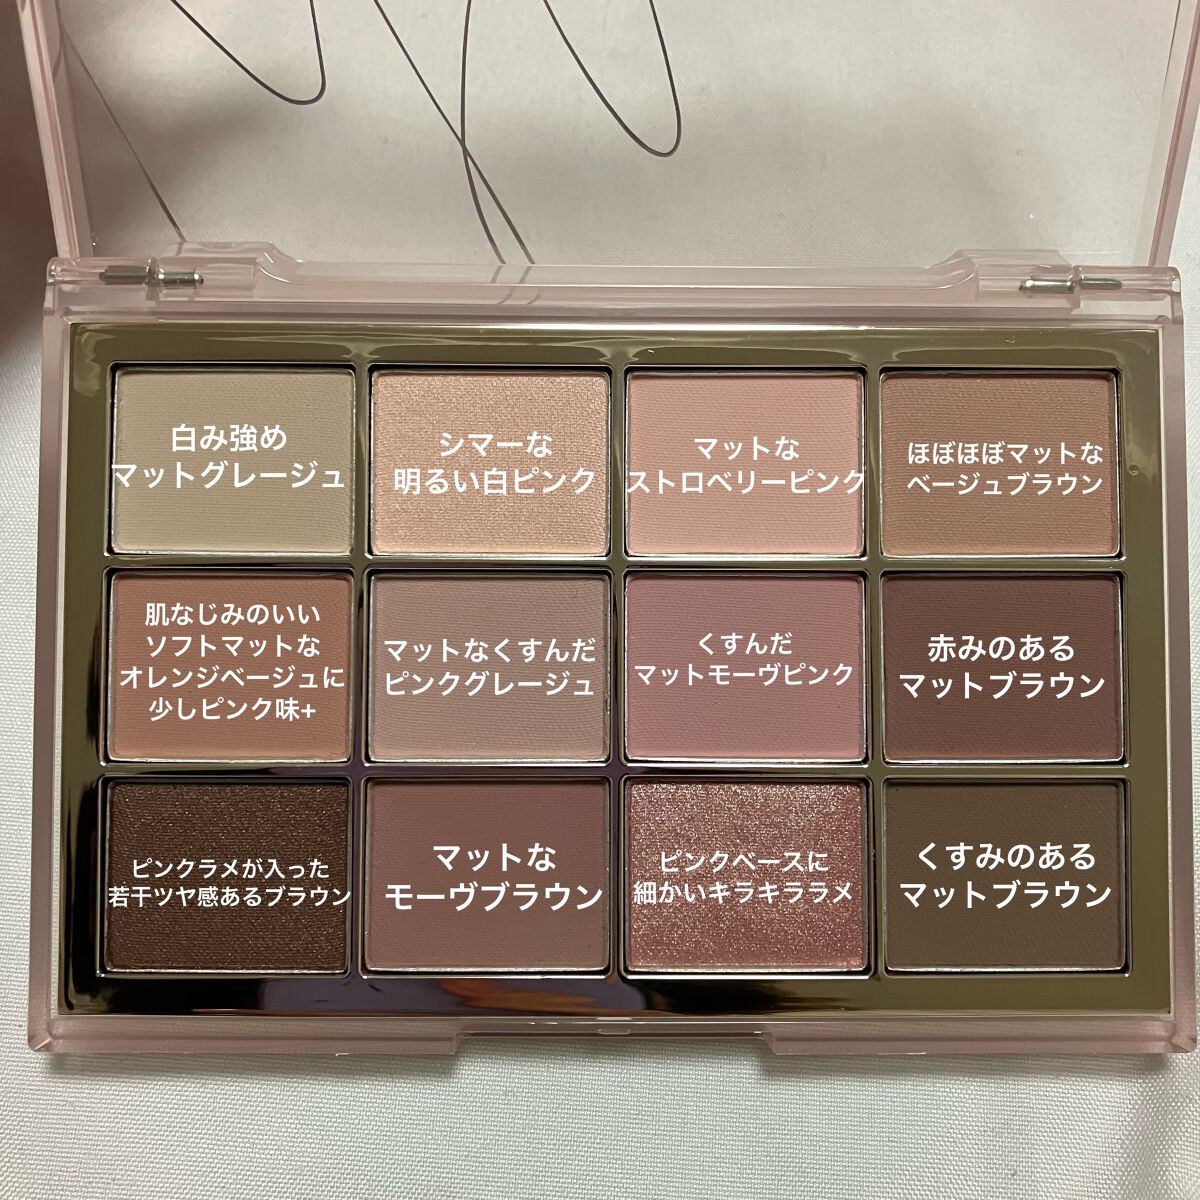 白み強め
マットグレージュ
シマーな
明るい白ピンク
マットな
ストロベリーピンク
ほぼほぼマットな
ベージュブラウン
肌なじみのいい
ソフトマットな
オレンジベージュに
少しピンク味+
マットなくすんだ
ピンクグレージュ
くすんだ
マットモーヴピンク
赤みのある
マットブラウン
ピンクラメが入った
若干ツヤ感あるブラウン
マットな
モーヴブラウン
ピンクベースに
細かいキラキララメ
くすみのある
マットブラウン